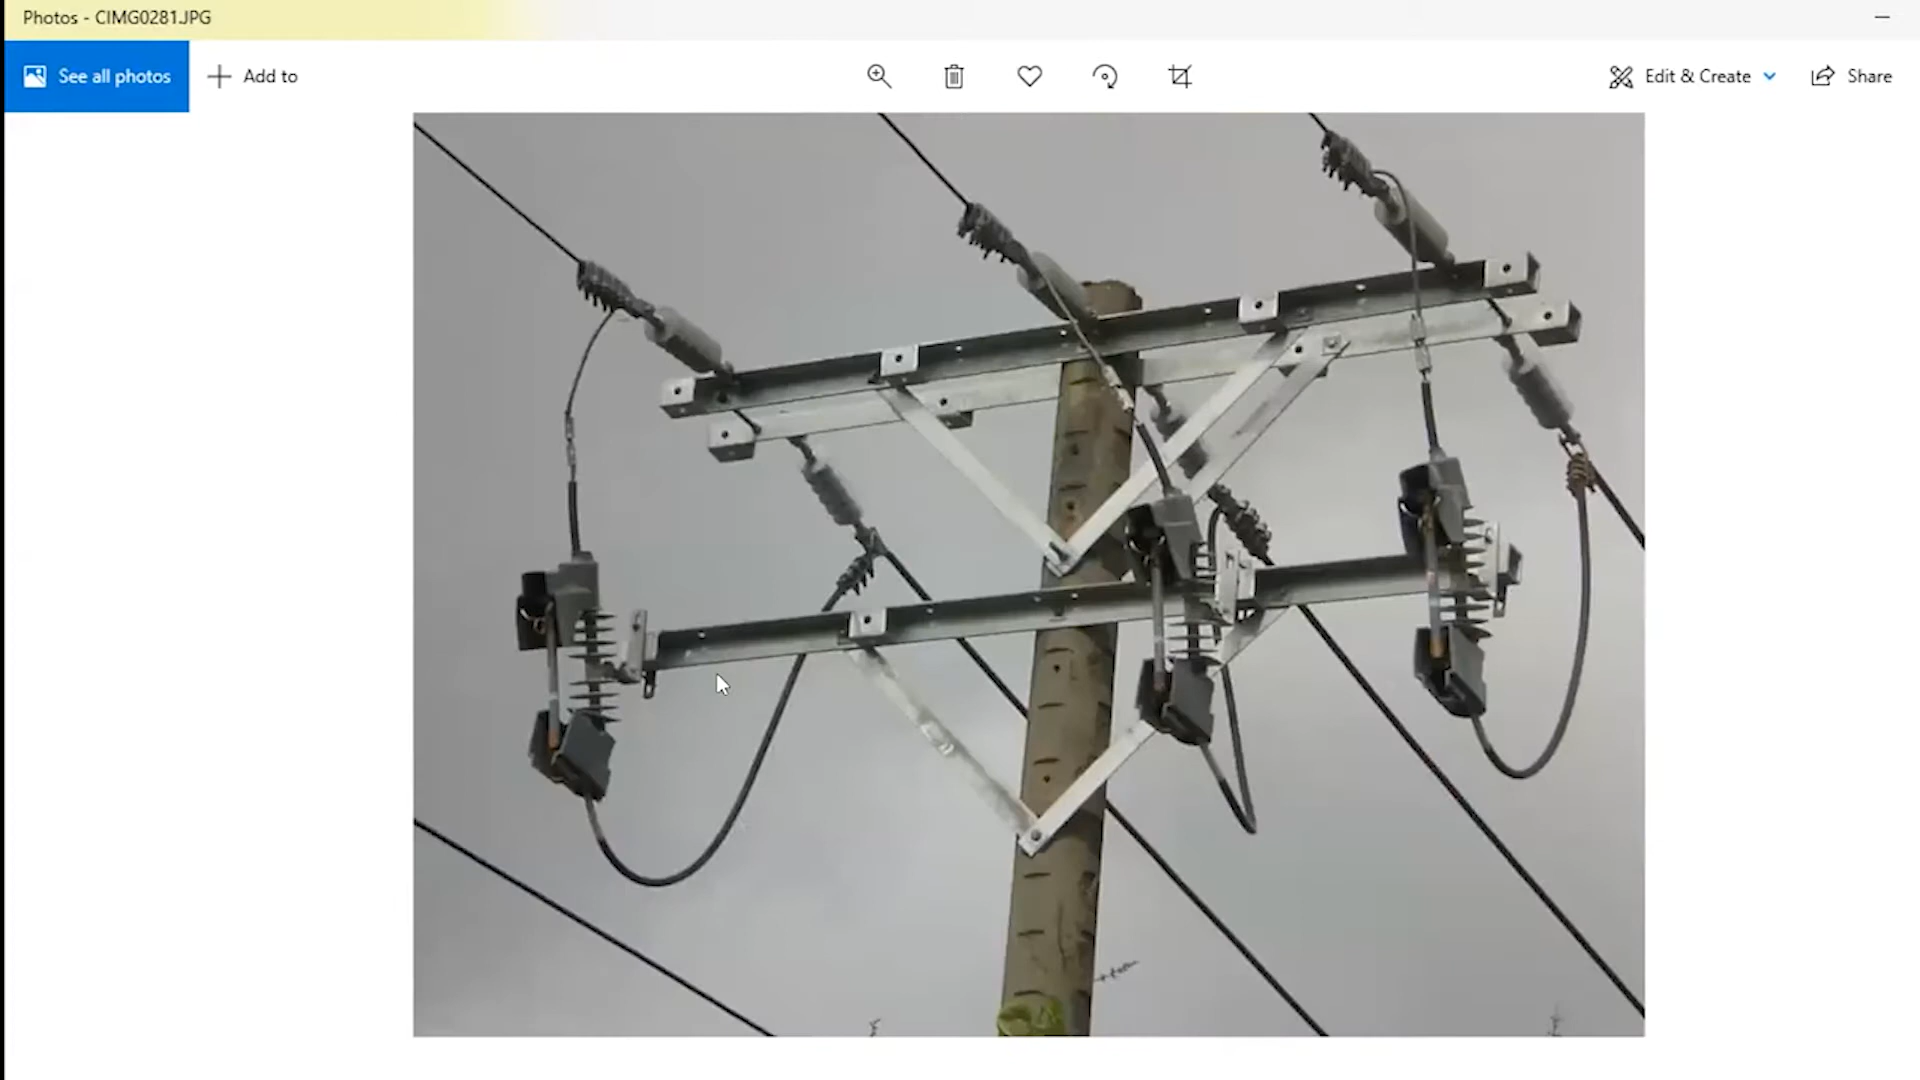 Photos - CIMG0281.JPG
See all photos
Add to
Edit & Create
Share